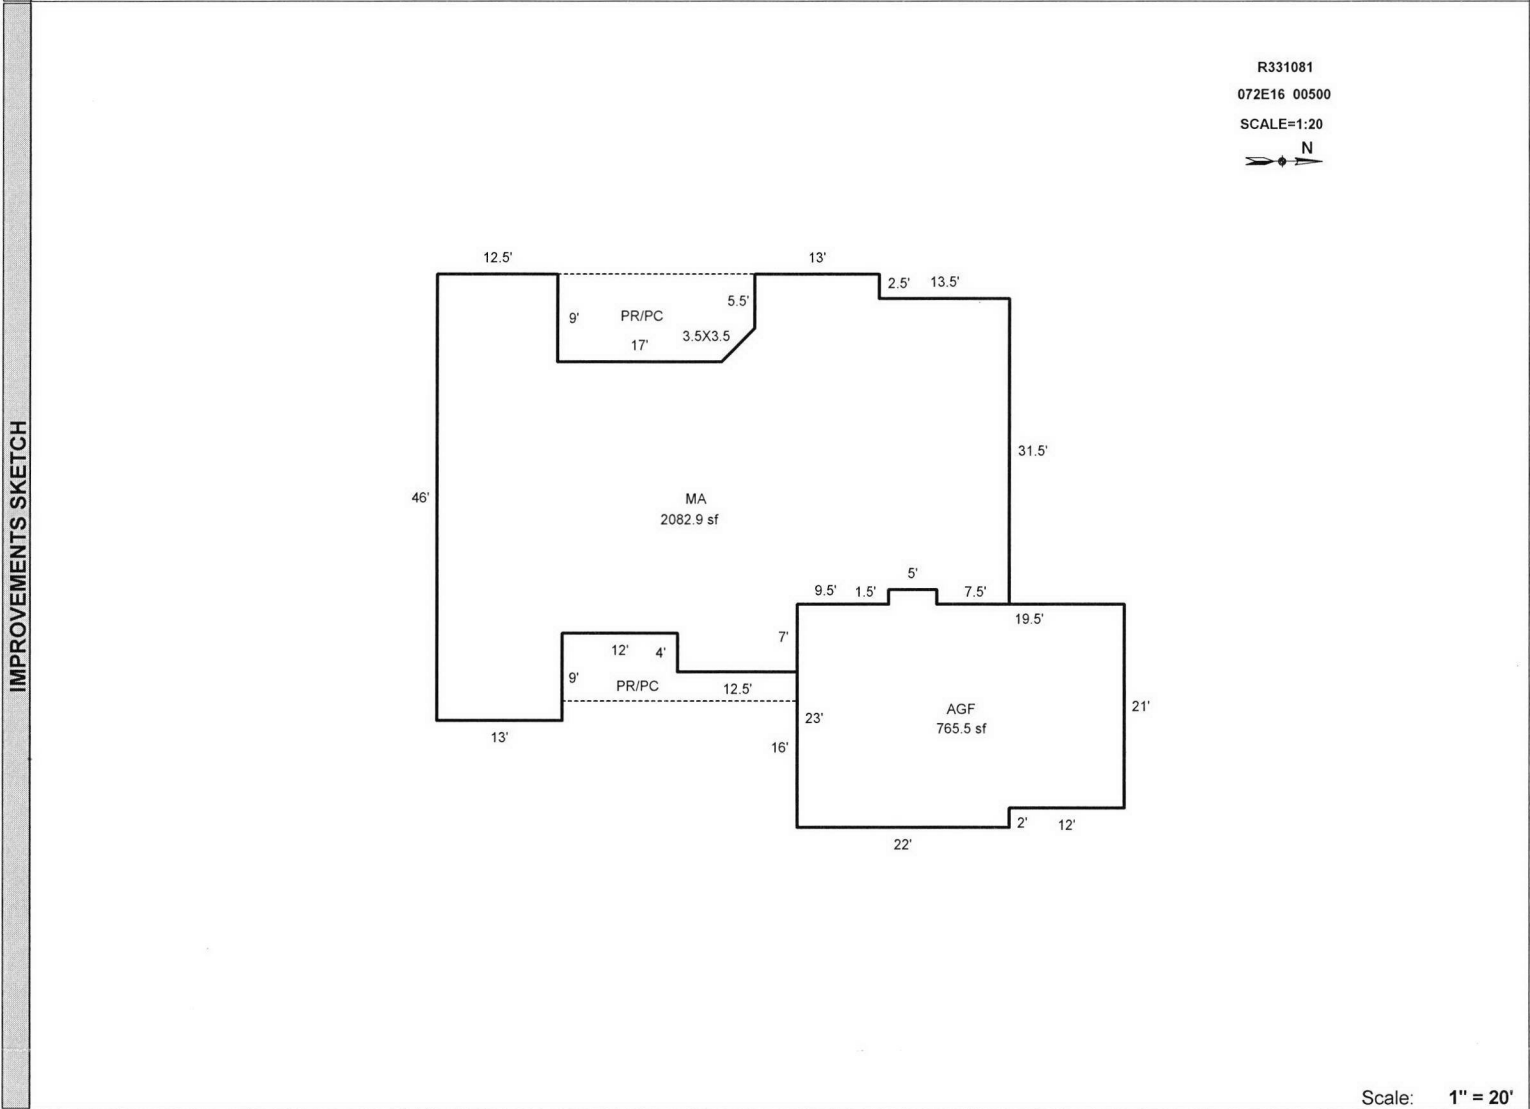 R331081
072E16 00500
SCALE=1:20
N
12.5'
13'
2.5'
13.5'
5.5'
9'
PR/PC
3.5X3.5
17'
31.5'
46'
MA
2082.9 sf
5'
9.5'
1.5'
7.5'
19.5'
7'
12'
4'
9'
PR/PC
12.5'
23'
AGF
765.5 sf
21'
13'
16'
2'
12'
22'
IMPROVEMENTS SKETCH
Scale: 1" = 20'